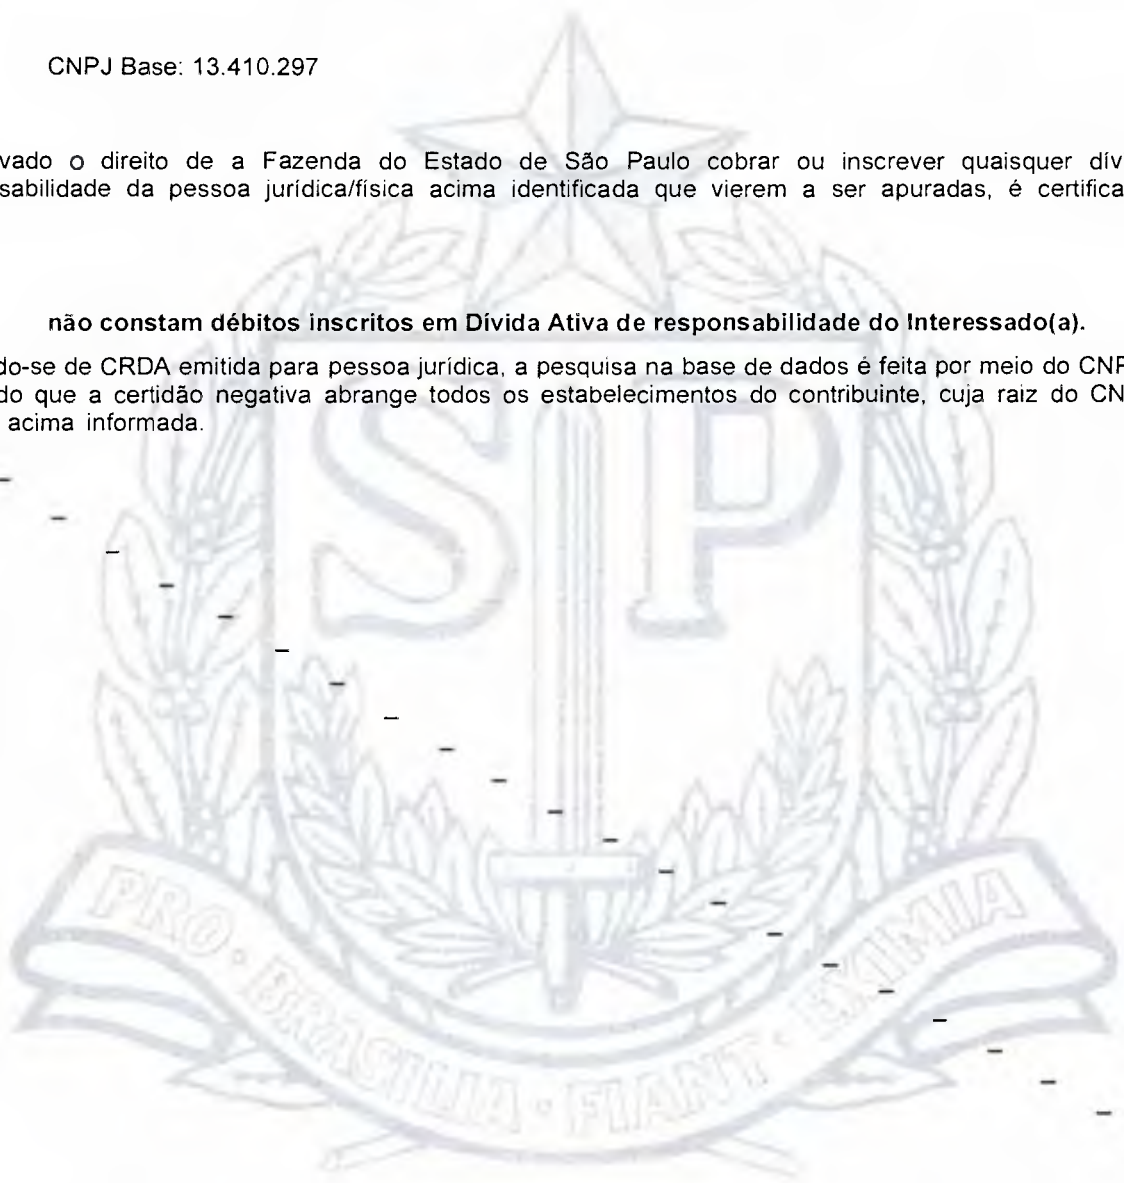 CNPJ Base: 13.410.297
vado o direito de a Fazenda do Estado de São Paulo cobrar ou inscrever quaisquer dív
sabilidade da pessoa jurídica/física acima identificada que vierem a ser apuradas, é certifica
não constam débitos inscritos em Dívida Ativa de responsabilidade do Interessado(a).
do-se de CRDA emitida para pessoa jurídica, a pesquisa na base de dados é feita por meio do CNP
do que a certidão negativa abrange todos os estabelecimentos do contribuinte, cuja raiz do CN
acima informada.
SP
PRO · BRASILIA · FIANT · EXIMIA